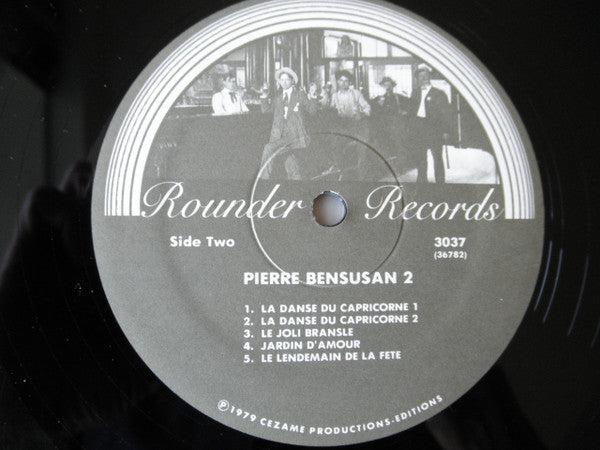 Rounder Records
Side Two
3037
(36782)
PIERRE BENSUSAN 2
1. LA DANSE DU CAPRICORNE 1
2. LA DANSE DU CAPRICORNE 2
3. LE JOLI BRANSLE
4. JARDIN D'AMOUR
5. LE LENDEMAIN DE LA FETE
℗ 1979 CEZAME PRODUCTIONS-EDITIONS